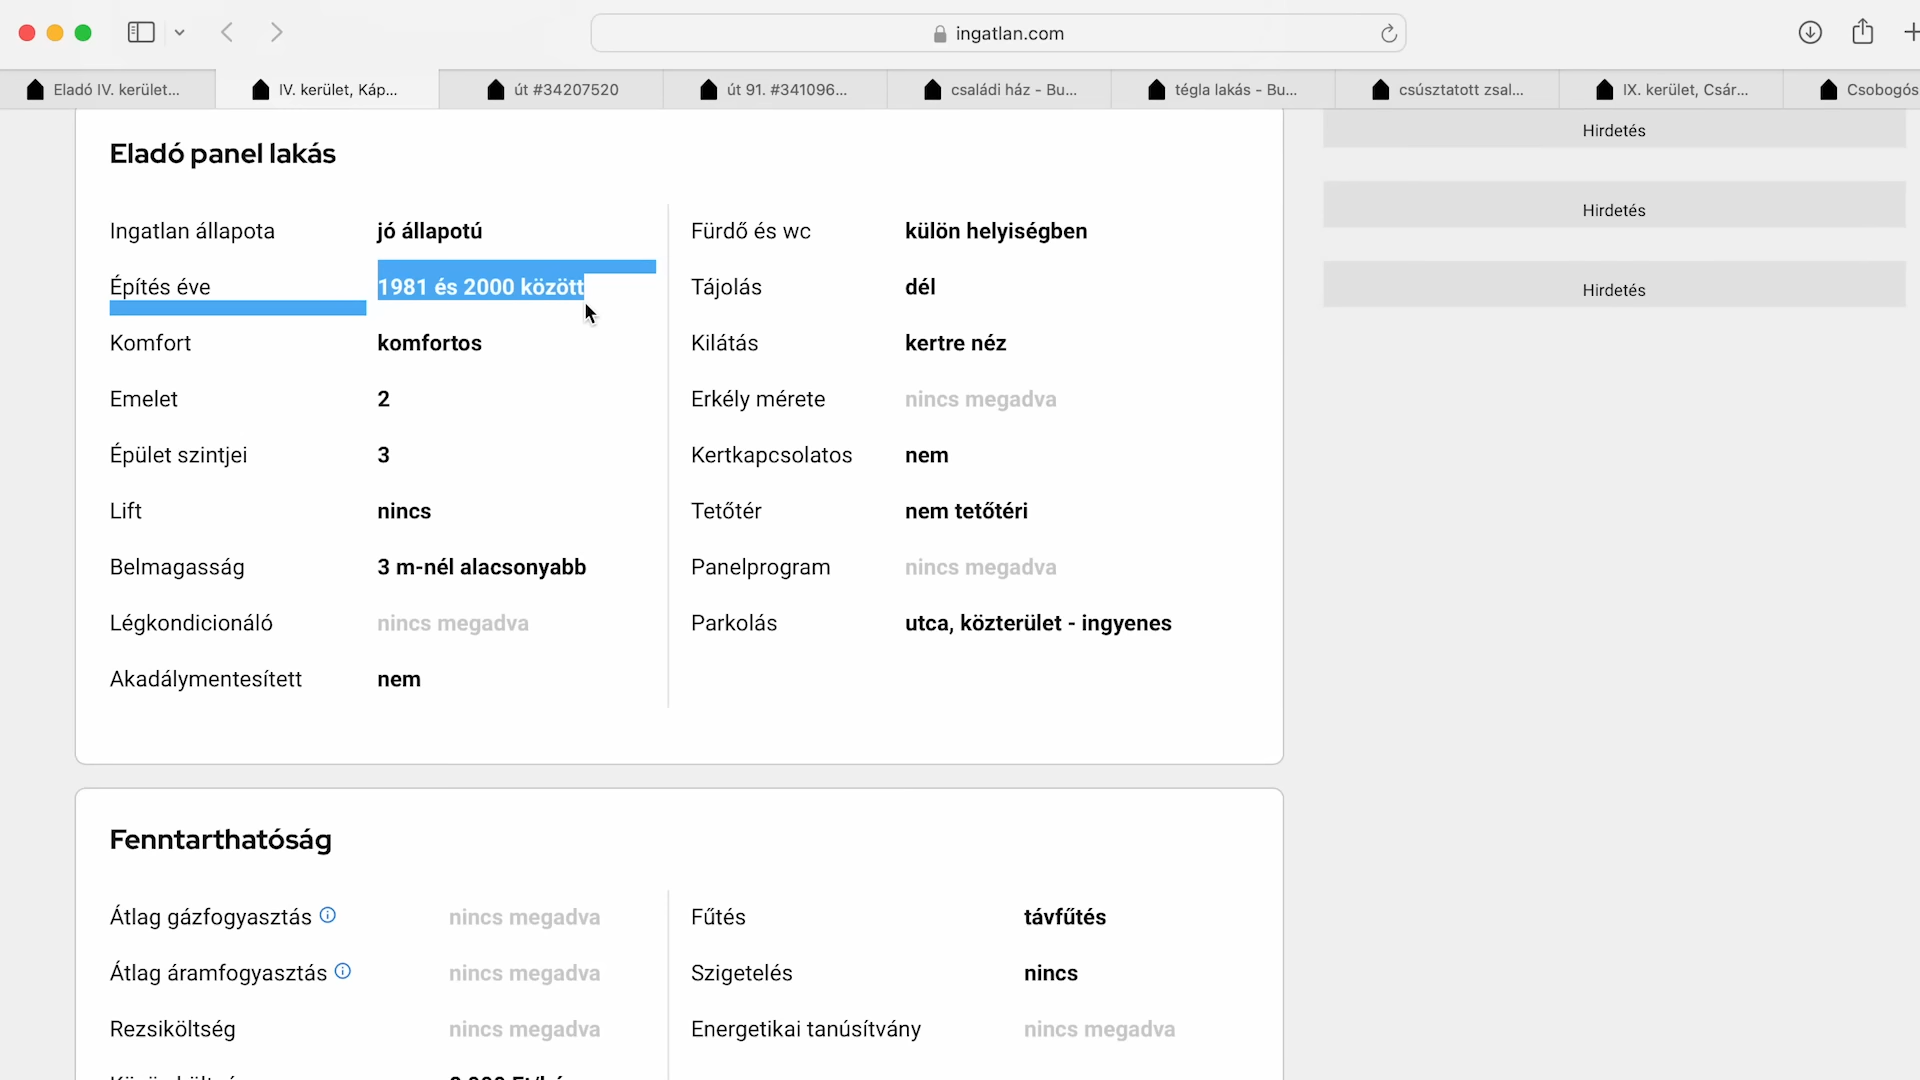 ingatlan.com
Eladó IV. kerület...
IV. kerület, Káp...
út #34207520
út 91. #341096...
családi ház - Bu...
tégla lakás - Bu...
csúsztatott zsal...
IX. kerület, Csár...
Csobogós
Eladó panel lakás
Ingatlan állapota jó állapotú
Építés éve 1981 és 2000 között
Komfort komfortos
Emelet 2
Épület szintjei 3
Lift nincs
Belmagasság 3 m-nél alacsonyabb
Légkondicionáló nincs megadva
Akadálymentesített nem
Fürdő és wc külön helyiségben
Tájolás dél
Kilátás kertre néz
Erkély mérete nincs megadva
Kertkapcsolatos nem
Tetőtér nem tetőtéri
Panelprogram nincs megadva
Parkolás utca, közterület - ingyenes
Hirdetés
Hirdetés
Hirdetés
Fenntarthatóság
Átlag gázfogyasztás nincs megadva
Átlag áramfogyasztás nincs megadva
Rezsiköltség nincs megadva
Fűtés távfűtés
Szigetelés nincs
Energetikai tanúsítvány nincs megadva